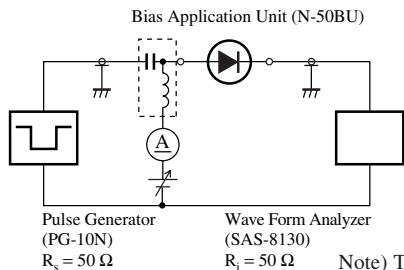 Bias Application Unit (N-50BU)
A
Pulse Generator
(PG-10N)
Rs = 50 Ω
Wave Form Analyzer
(SAS-8130)
Ri = 50 Ω
Note) T